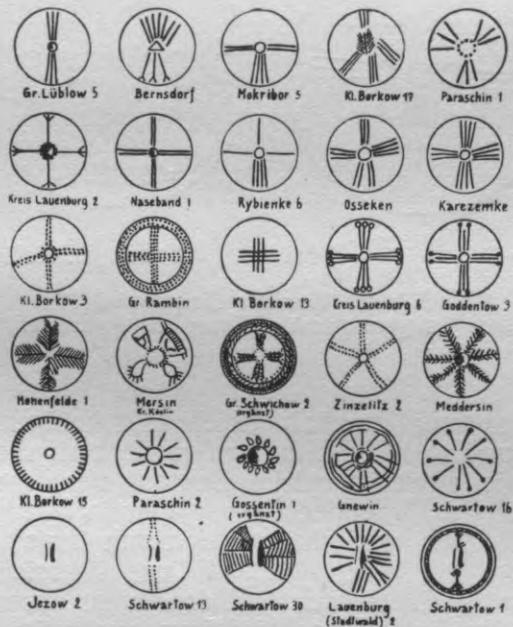 Gr. Lüblow 5 Bernsdorf Mokribor 5 Kl. Borkow 17 Paraschin 1
Kreis Lauenburg 2 Naseband 1 Rybienke 6 Osseken Karezemke
Kl. Borkow 3 Gr Rambin Kl Borkow 13 Kreis Lauenburg 6 Goddentow 3
Hohenfelde 1 Mersin Gr. Schwichow 2 Zinzelitz 2 Meddersin
Kr. Köslin (ergänzt)
Kl. Borkow 15 Paraschin 2 Gossentin 1 Gnewin Schwartow 16
(ergänzt)
Jezow 2 Schwartow 13 Schwartow 30 Lauenburg Schwartow 1
(Stadtwald) 2